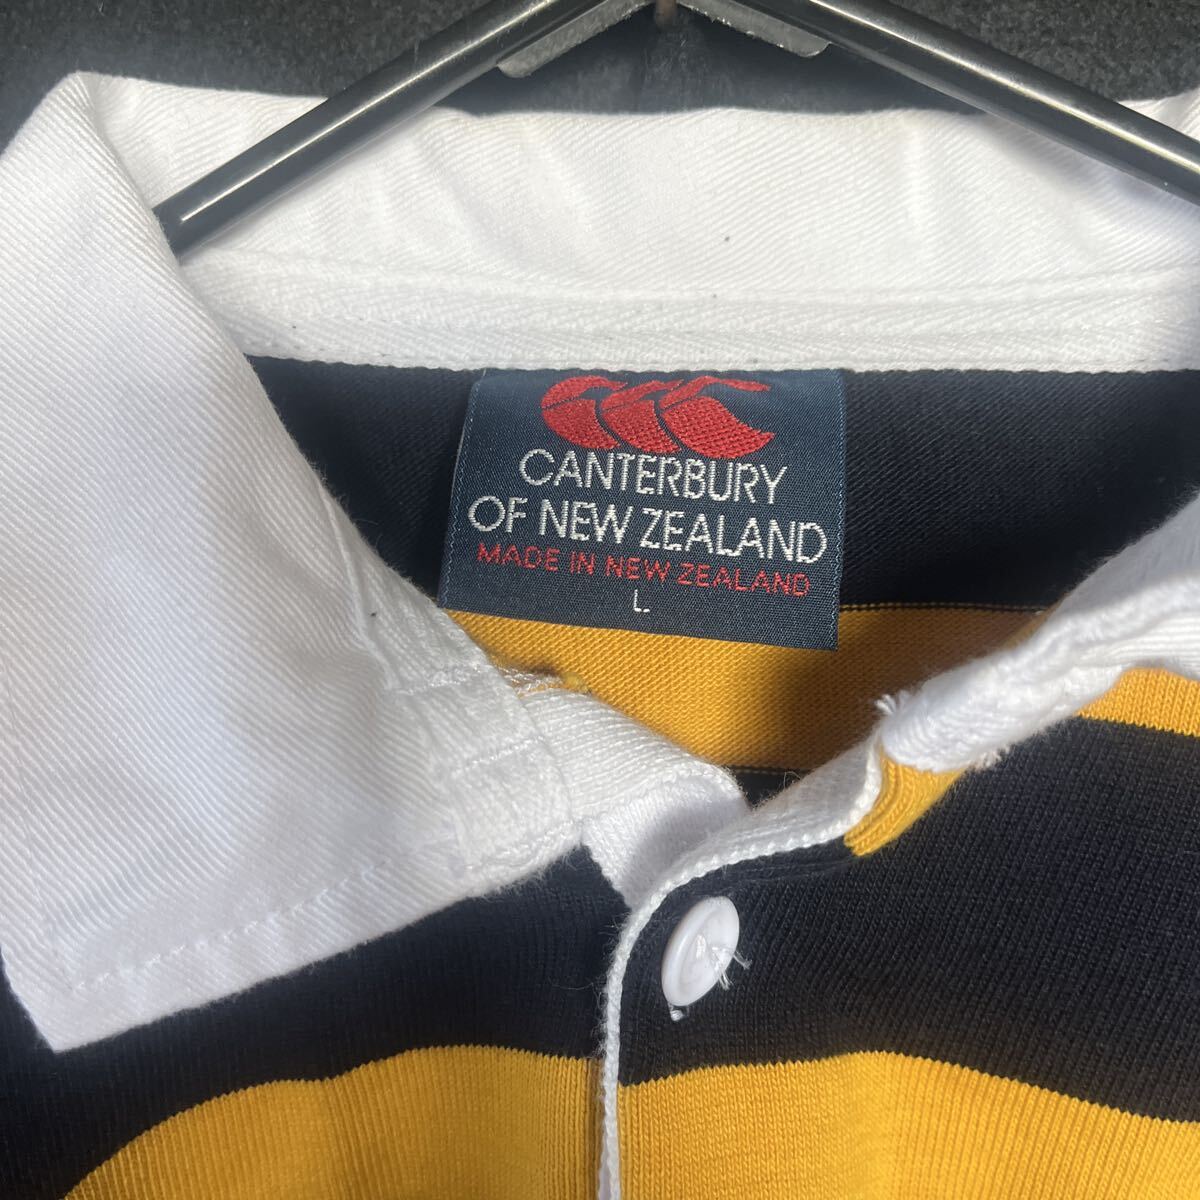 CANTERBURY
OF NEW ZEALAND
MADE IN NEW ZEALAND
L.